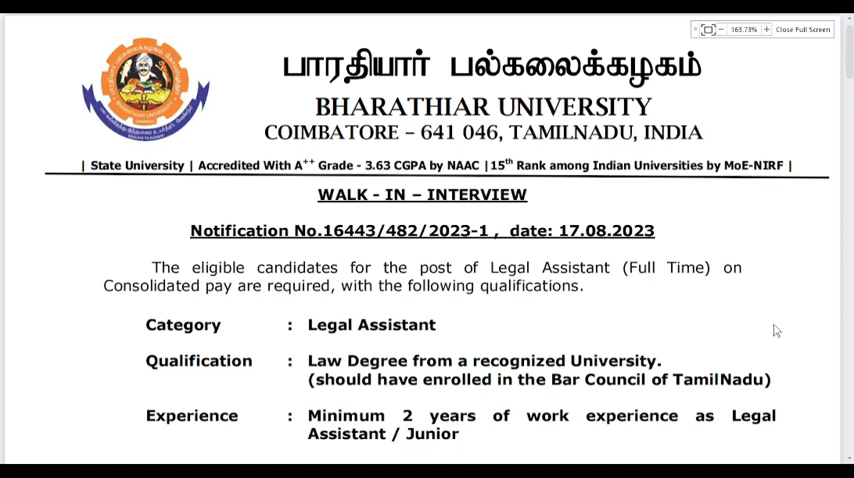 163.73%
Close Full Screen
பாரதியார் பல்கலைக்கழகம்
BHARATHIAR UNIVERSITY
COIMBATORE – 641 046, TAMILNADU, INDIA
| State University | Accredited With A++ Grade - 3.63 CGPA by NAAC |15th Rank among Indian Universities by MoE-NIRF |
WALK - IN – INTERVIEW
Notification No.16443/482/2023-1 , date: 17.08.2023
The eligible candidates for the post of Legal Assistant (Full Time) on
Consolidated pay are required, with the following qualifications.
Category : Legal Assistant
Qualification : Law Degree from a recognized University.
(should have enrolled in the Bar Council of TamilNadu)
Experience : Minimum 2 years of work experience as Legal
Assistant / Junior